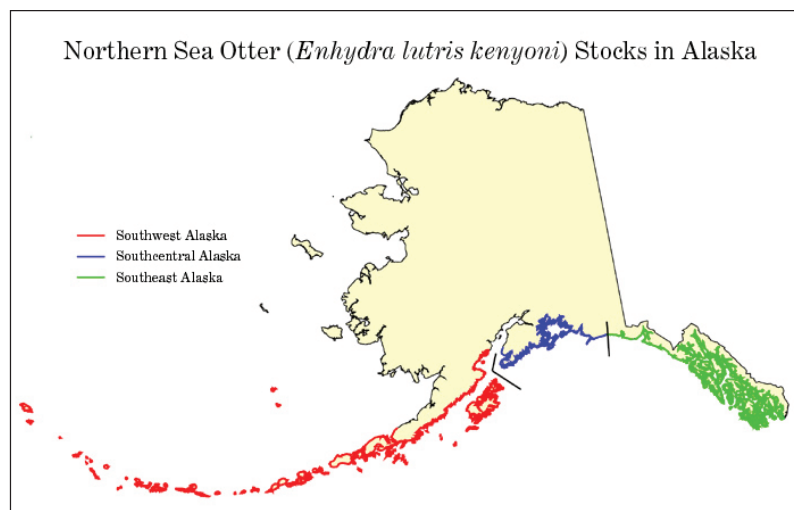 Northern Sea Otter (Enhydra lutris kenyoni) Stocks in Alaska
Southwest Alaska
Southcentral Alaska
Southeast Alaska